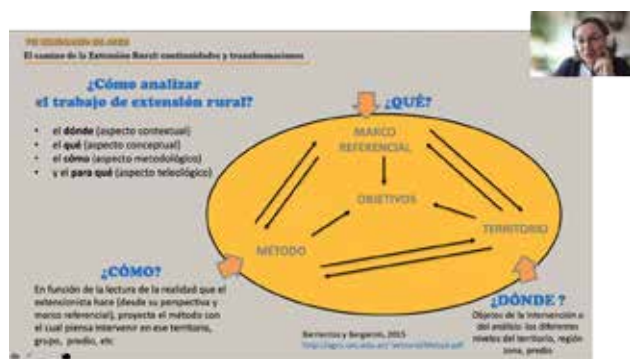 El camino de la Extensión Rural: continuidades y transformaciones
¿Cómo analizar
el trabajo de extensión rural?
• el dónde (aspecto contextual)
• el qué (aspecto conceptual)
• el cómo (aspecto metodológico)
• y el para qué (aspecto teleológico)
¿QUÉ?
MARCO
REFERENCIAL
OBJETIVOS
TERRITORIO
METODO
¿CÓMO?
En función de la lectura de la realidad que el
extensionista hace (desde su perspectiva y
marco referencial), proyecta el método con
el cual piensa intervenir en ese territorio,
grupo, predio, etc
¿DÓNDE ?
Objetos de la intervención o
del análisis: los diferentes
niveles del territorio, región
zona, predio
2015